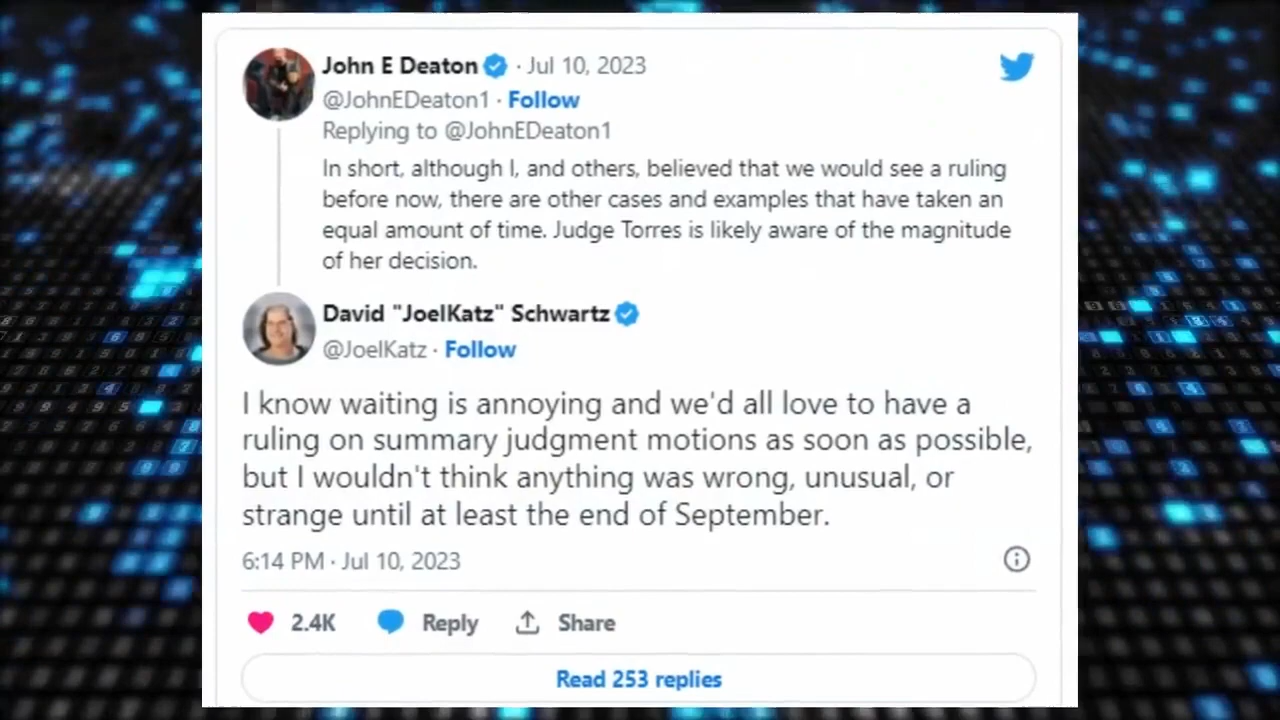 John E Deaton · Jul 10, 2023
@JohnEDeaton1 · Follow
Replying to @JohnEDeaton1
In short, although I, and others, believed that we would see a ruling
before now, there are other cases and examples that have taken an
equal amount of time. Judge Torres is likely aware of the magnitude
of her decision.
David "JoelKatz" Schwartz
@JoelKatz · Follow
I know waiting is annoying and we'd all love to have a
ruling on summary judgment motions as soon as possible,
but I wouldn't think anything was wrong, unusual, or
strange until at least the end of September.
6:14 PM · Jul 10, 2023
2.4K Reply Share
Read 253 replies